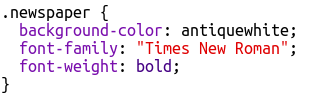 .newspaper {
  background-color: antiquewhite;
  font-family: "Times New Roman";
  font-weight: bold;
}